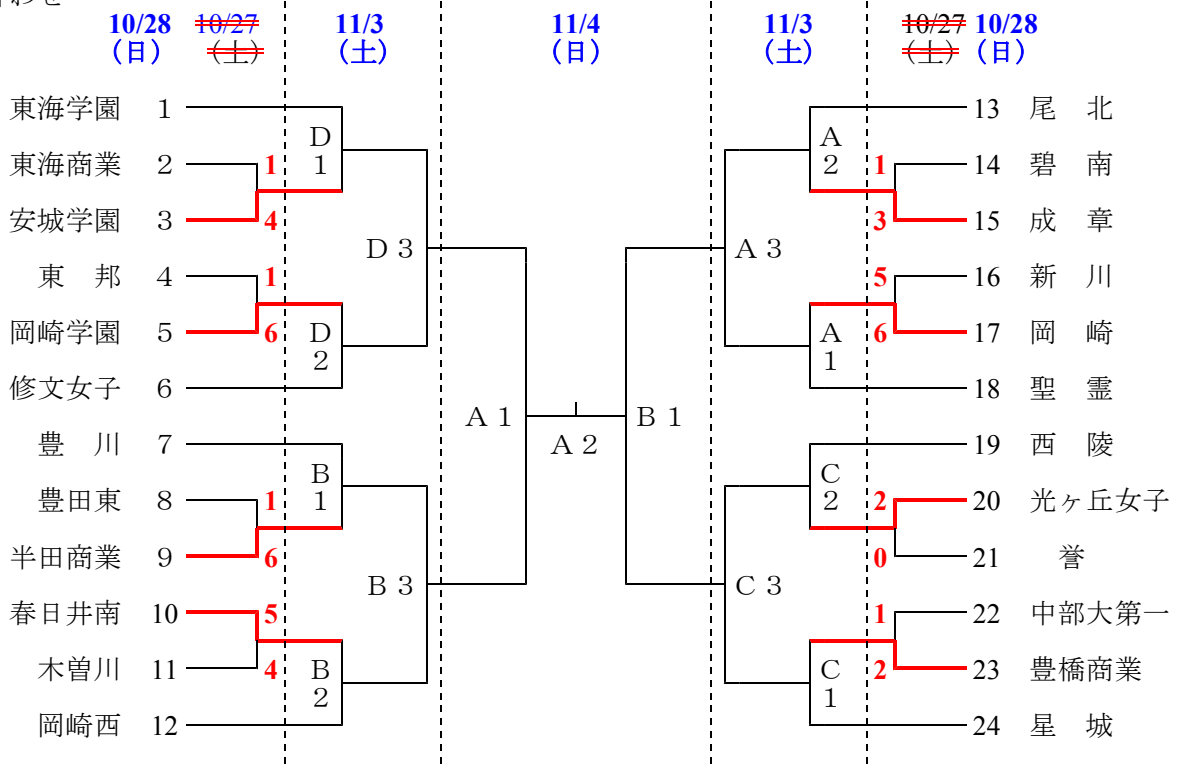 10/28 10/27 11/3 11/4 11/3 10/27 10/28
（日） （土） （土） （日） （土） （土） （日）
東海学園 1 13 尾 北
D 1 A 2
東海商業 2 1 1 14 碧 南
安城学園 3 4 3 15 成 章
D 3 A 3
東 邦 4 1 5 16 新 川
岡崎学園 5 6 D 2 A 1 6 17 岡 崎
修文女子 6 18 聖 霊
A 1 A 2 B 1
豊 川 7 19 西 陵
B 1 C 2
豊田東 8 1 2 20 光ヶ丘女子
半田商業 9 6 0 21 誉
B 3 C 3
春日井南 10 5 1 22 中部大第一
木曽川 11 4 B 2 C 1 2 23 豊橋商業
岡崎西 12 24 星 城